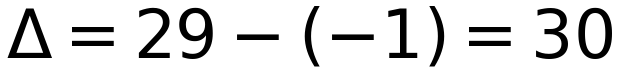 Δ = 29 − (−1) = 30